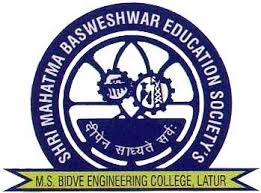 SHRI MAHATMA BASWESHWAR EDUCATION SOCIETY'S
दीपेन साध्यते सर्वः
M.S. BIDVE ENGINEERING COLLEGE, LATUR